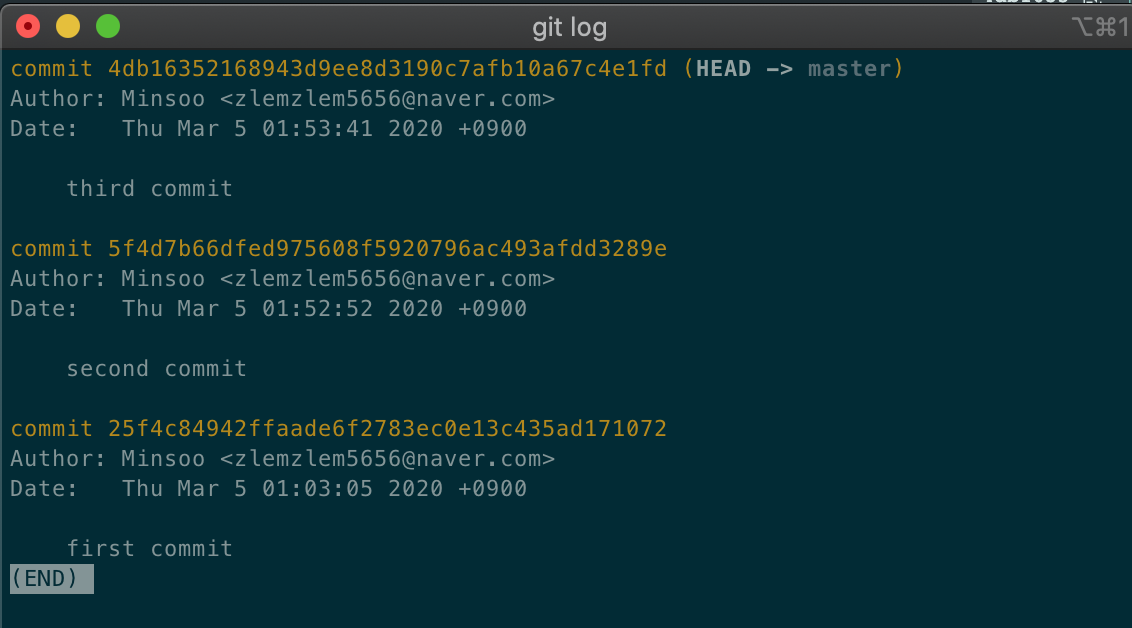 git log
⌥⌘1
commit 4db16352168943d9ee8d3190c7afb10a67c4e1fd (HEAD -> master)
Author: Minsoo <zlemzlem5656@naver.com>
Date:   Thu Mar 5 01:53:41 2020 +0900
third commit
commit 5f4d7b66dfed975608f5920796ac493afdd3289e
Author: Minsoo <zlemzlem5656@naver.com>
Date:   Thu Mar 5 01:52:52 2020 +0900
second commit
commit 25f4c84942ffaade6f2783ec0e13c435ad171072
Author: Minsoo <zlemzlem5656@naver.com>
Date:   Thu Mar 5 01:03:05 2020 +0900
first commit
(END)